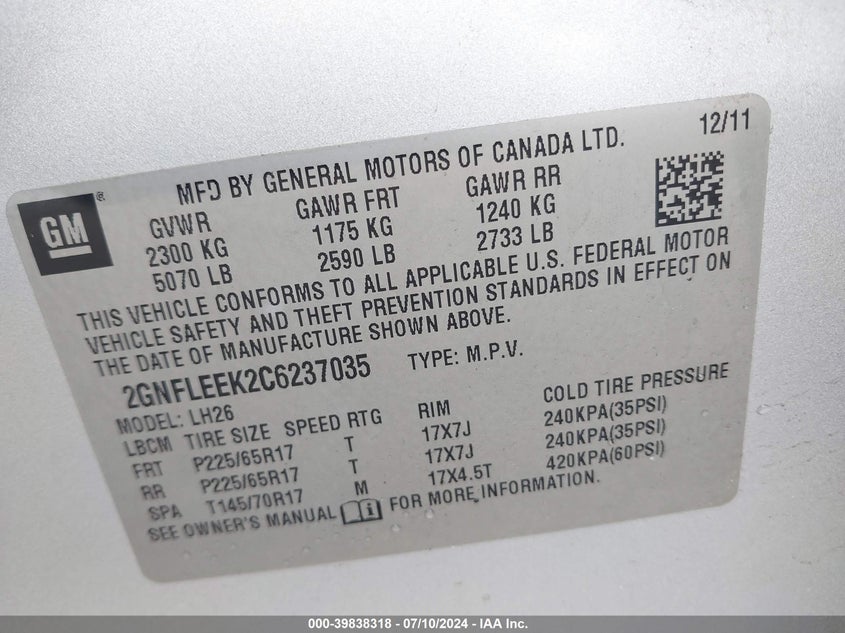 12/11
MFD BY GENERAL MOTORS OF CANADA LTD.
GM®
GVWR GAWR FRT GAWR RR
2300 KG 1175 KG 1240 KG
5070 LB 2590 LB 2733 LB
THIS VEHICLE CONFORMS TO ALL APPLICABLE U.S. FEDERAL MOTOR
VEHICLE SAFETY AND THEFT PREVENTION STANDARDS IN EFFECT ON
THE DATE OF MANUFACTURE SHOWN ABOVE.
2GNFLEEK2C6237035 TYPE: M.P.V.
MODEL: LH26
LBCM TIRE SIZE SPEED RTG RIM COLD TIRE PRESSURE
FRT P225/65R17 T 17X7J 240KPA(35PSI)
RR P225/65R17 T 17X7J 240KPA(35PSI)
SPA T145/70R17 M 17X4.5T 420KPA(60PSI)
SEE OWNER'S MANUAL FOR MORE INFORMATION.
000-39838318 - 07/10/2024 - IAA Inc.